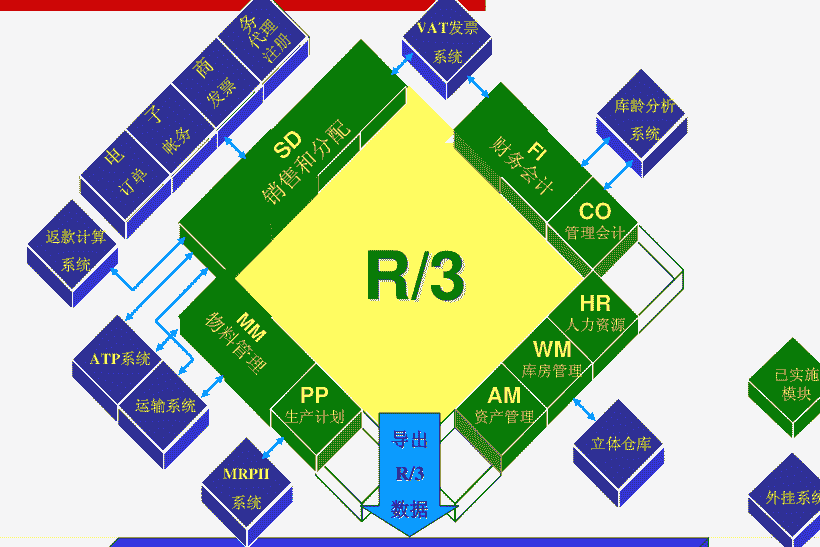 电子商务
订单
帐务
发票
代理
注册
VAT发票
系统
库龄分析
系统
SD
销售和分配
FI
财务会计
CO
管理会计
返款计算
系统
R/3
HR
人力资源
MM
物料管理
WM
库房管理
ATP系统
运输系统
PP
生产计划
AM
资产管理
已实施
模块
导出
R/3
数据
立体仓库
MRPII
系统
外挂系统